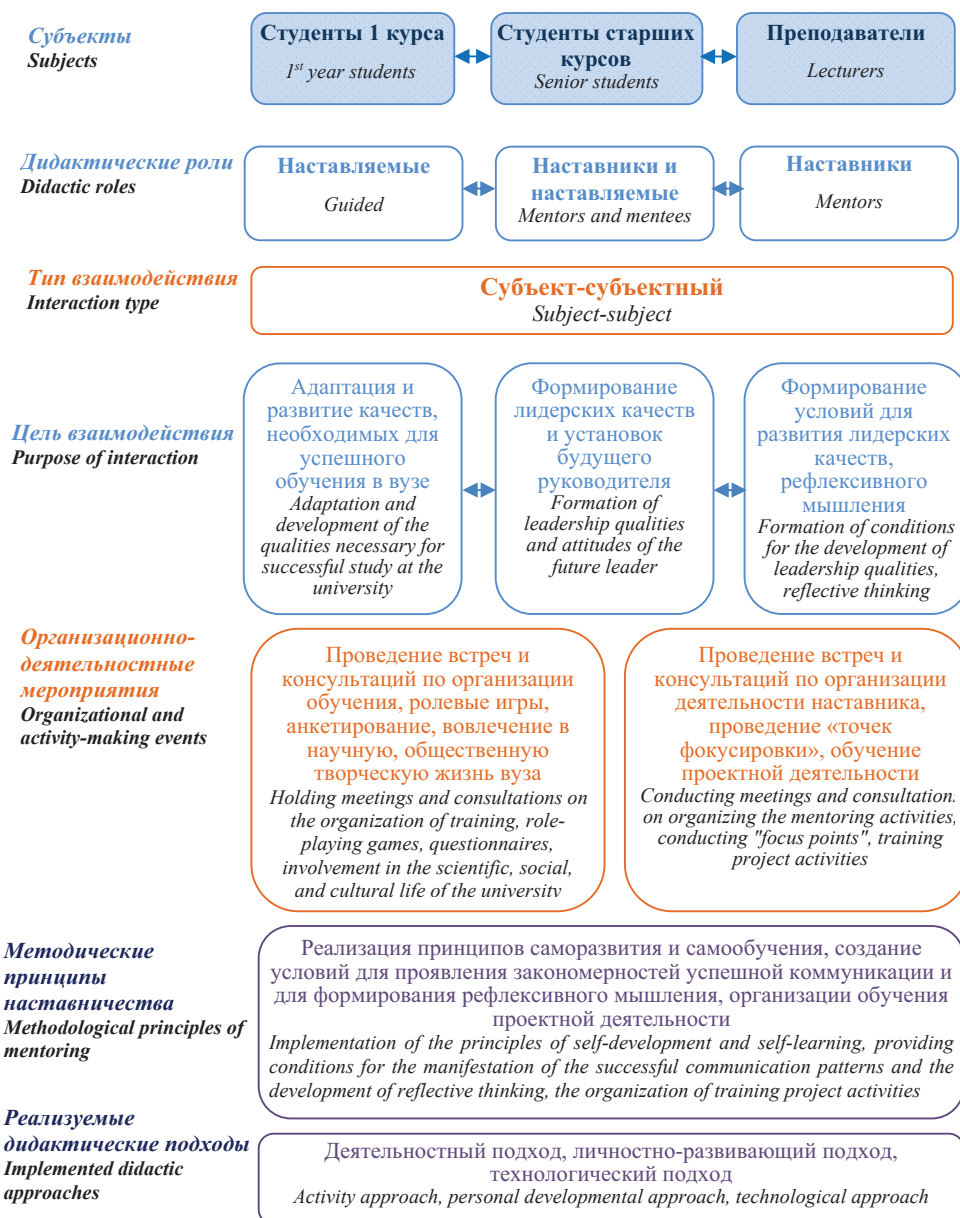 Субъекты
Subjects
Студенты 1 курса
1st year students
Студенты старших
курсов
Senior students
Преподаватели
Lecturers
Дидактические роли
Didactic roles
Наставляемые
Guided
Наставники и
наставляемые
Mentors and mentees
Наставники
Mentors
Тип взаимодействия
Interaction type
Субъект-субъектный
Subject-subject
Цель взаимодействия
Purpose of interaction
Адаптация и
развитие качеств,
необходимых для
успешного
обучения в вузе
Adaptation and
development of the
qualities necessary for
successful study at the
university
Формирование
лидерских качеств
и установок
будущего
руководителя
Formation of
leadership qualities
and attitudes of the
future leader
Формирование
условий для
развития лидерских
качеств,
рефлексивного
мышления
Formation of conditions
for the development of
leadership qualities,
reflective thinking
Организационно-
деятельностные
мероприятия
Organizational and
activity-making events
Проведение встреч и
консультаций по организации
обучения, ролевые игры,
анкетирование, вовлечение в
научную, общественную
творческую жизнь вуза
Holding meetings and consultations on
the organization of training, role-
playing games, questionnaires,
involvement in the scientific, social,
and cultural life of the university
Проведение встреч и
консультаций по организации
деятельности наставника,
проведение «точек
фокусировки», обучение
проектной деятельности
Conducting meetings and consultations
on organizing the mentoring activities,
conducting "focus points", training
project activities
Методические
принципы
наставничества
Methodological principles of
mentoring
Реализация принципов саморазвития и самообучения, создание
условий для проявления закономерностей успешной коммуникации и
для формирования рефлексивного мышления, организации обучения
проектной деятельности
Implementation of the principles of self-development and self-learning, providing
conditions for the manifestation of the successful communication patterns and the
development of reflective thinking, the organization of training project activities
Реализуемые
дидактические подходы
Implemented didactic
approaches
Деятельностный подход, личностно-развивающий подход,
технологический подход
Activity approach, personal developmental approach, technological approach